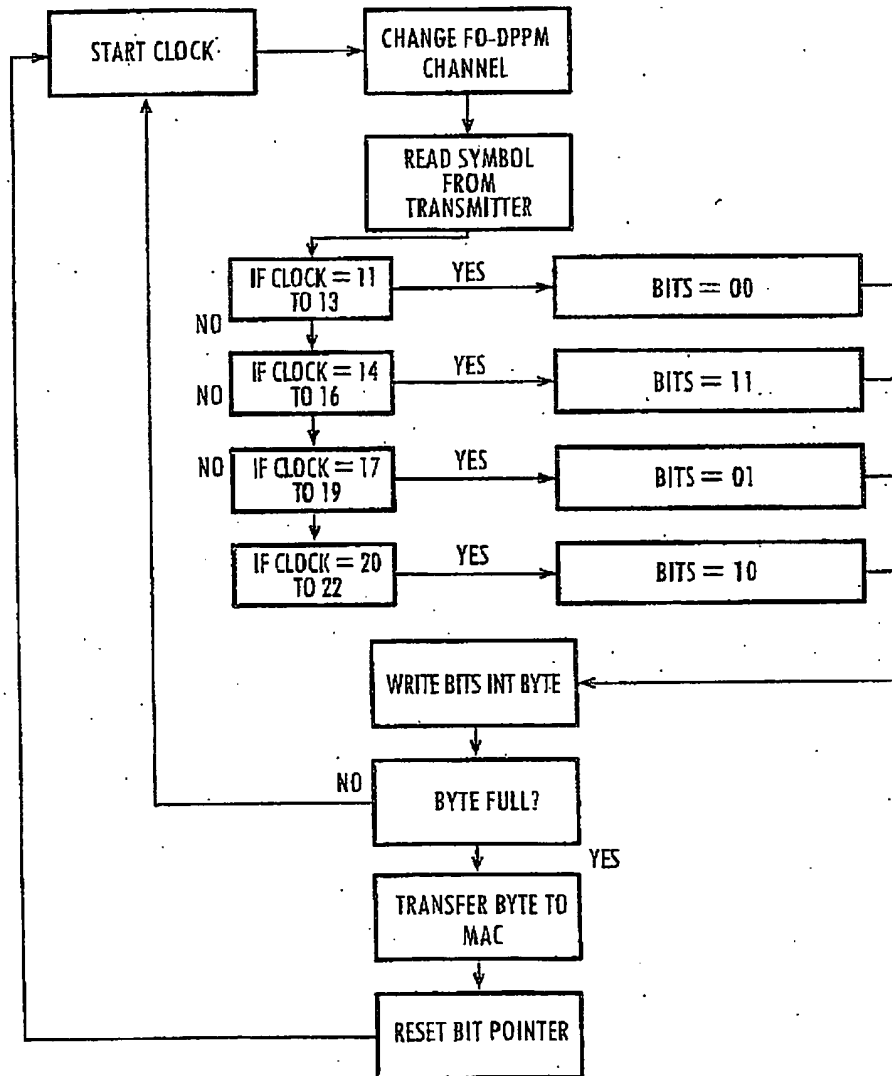 START CLOCK
CHANGE FO-DPPM
CHANNEL
READ SYMBOL
FROM
TRANSMITTER
IF CLOCK = 11
TO 13
YES
BITS = 00
NO
IF CLOCK = 14
TO 16
YES
BITS = 11
NO
IF CLOCK = 17
TO 19
YES
BITS = 01
NO
IF CLOCK = 20
TO 22
YES
BITS = 10
WRITE BITS INT BYTE
NO
BYTE FULL?
YES
TRANSFER BYTE TO
MAC
RESET BIT POINTER